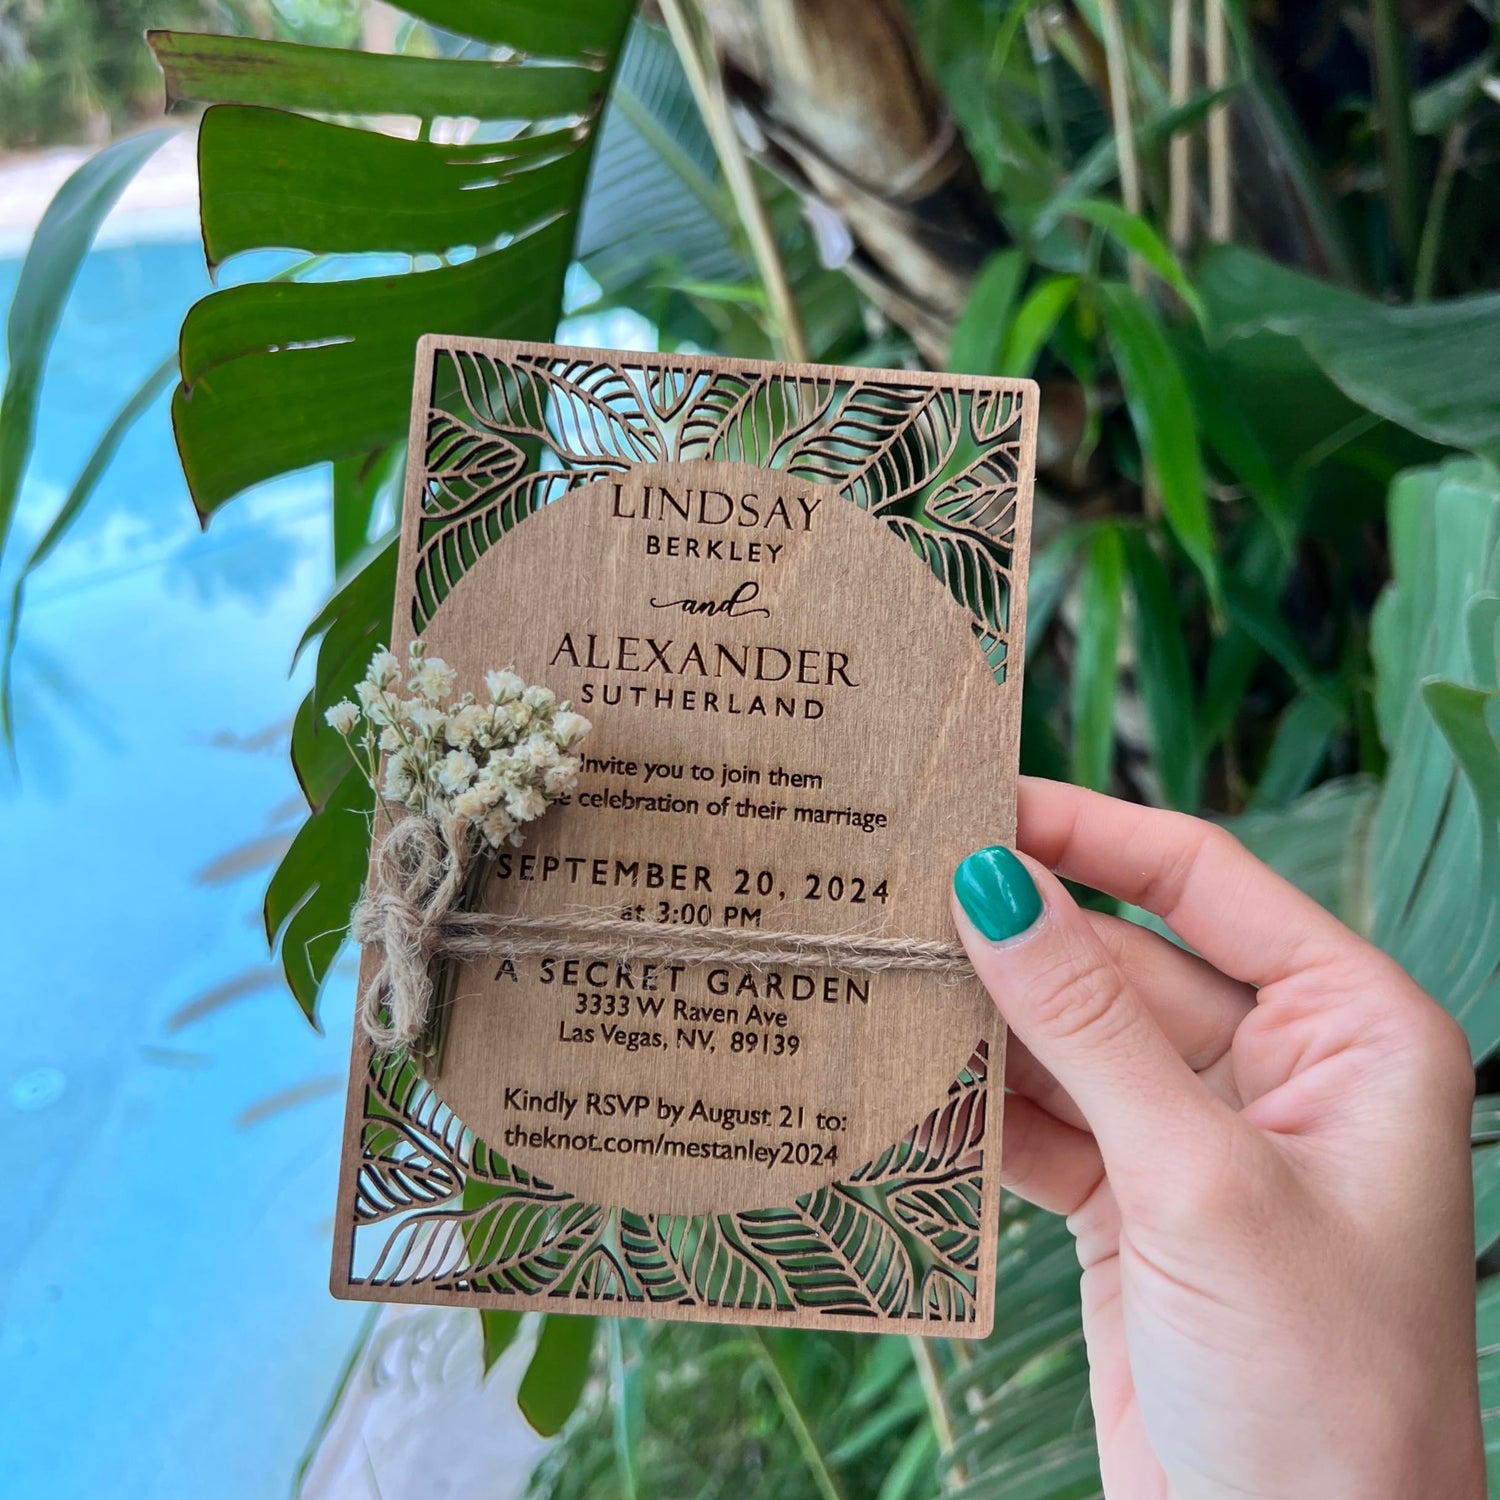 LINDSAY
BERKLEY
and
ALEXANDER
SUTHERLAND
Invite you to join them
celebration of their marriage
SEPTEMBER 20, 2024
at 3:00 PM
A SECRET GARDEN
3333 W Raven Ave
Las Vegas, NV, 89139
Kindly RSVP by August 21 to:
theknot.com/mestanley2024